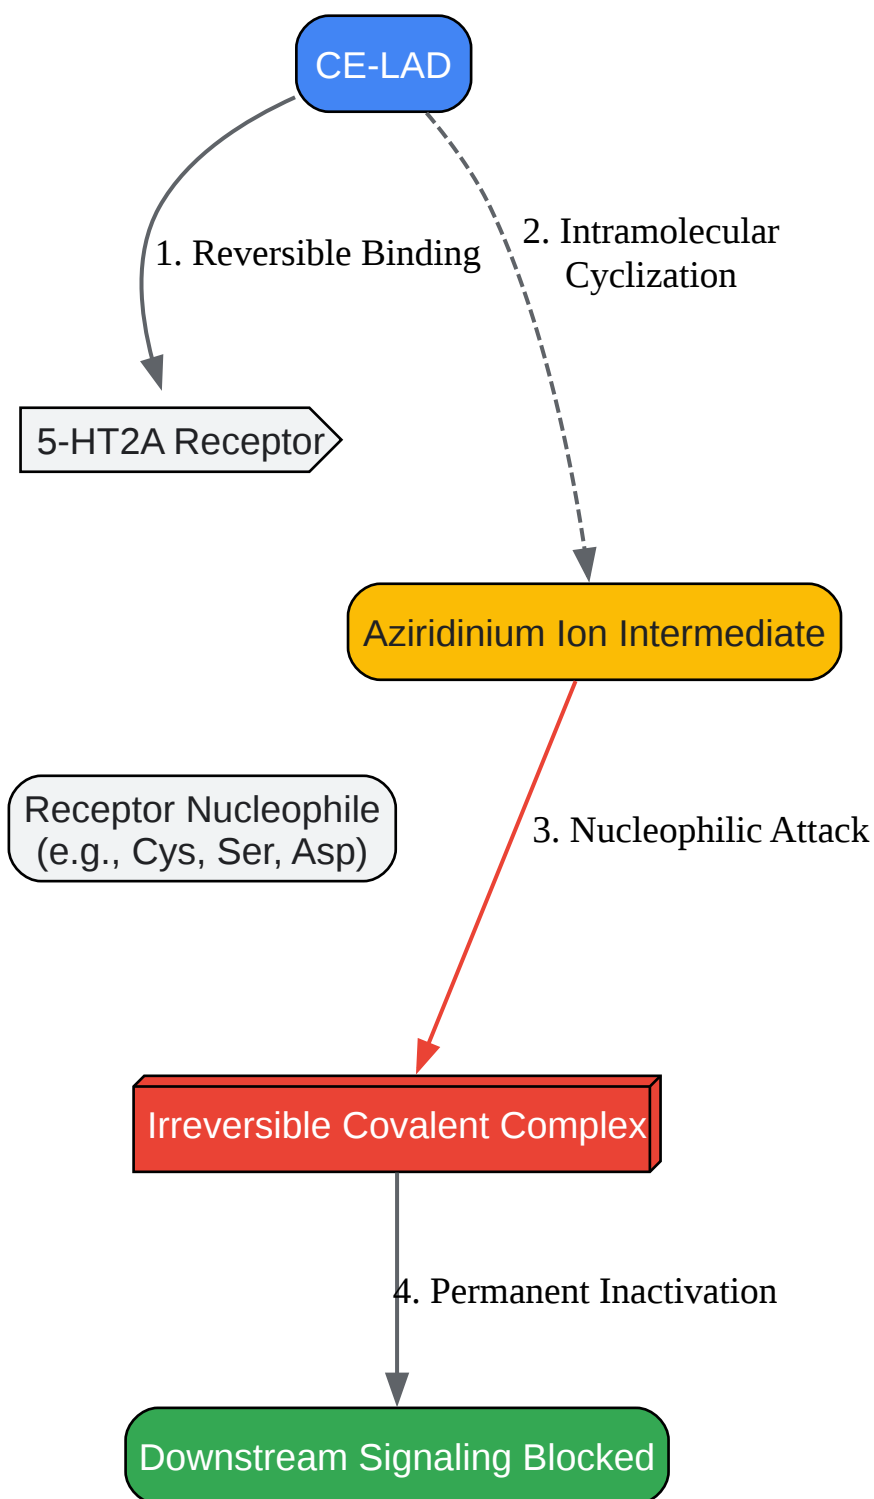 CE-LAD
1. Reversible Binding
2. Intramolecular
Cyclization
5-HT2A Receptor
Aziridinium Ion Intermediate
Receptor Nucleophile
(e.g., Cys, Ser, Asp)
3. Nucleophilic Attack
Irreversible Covalent Complex
4. Permanent Inactivation
Downstream Signaling Blocked